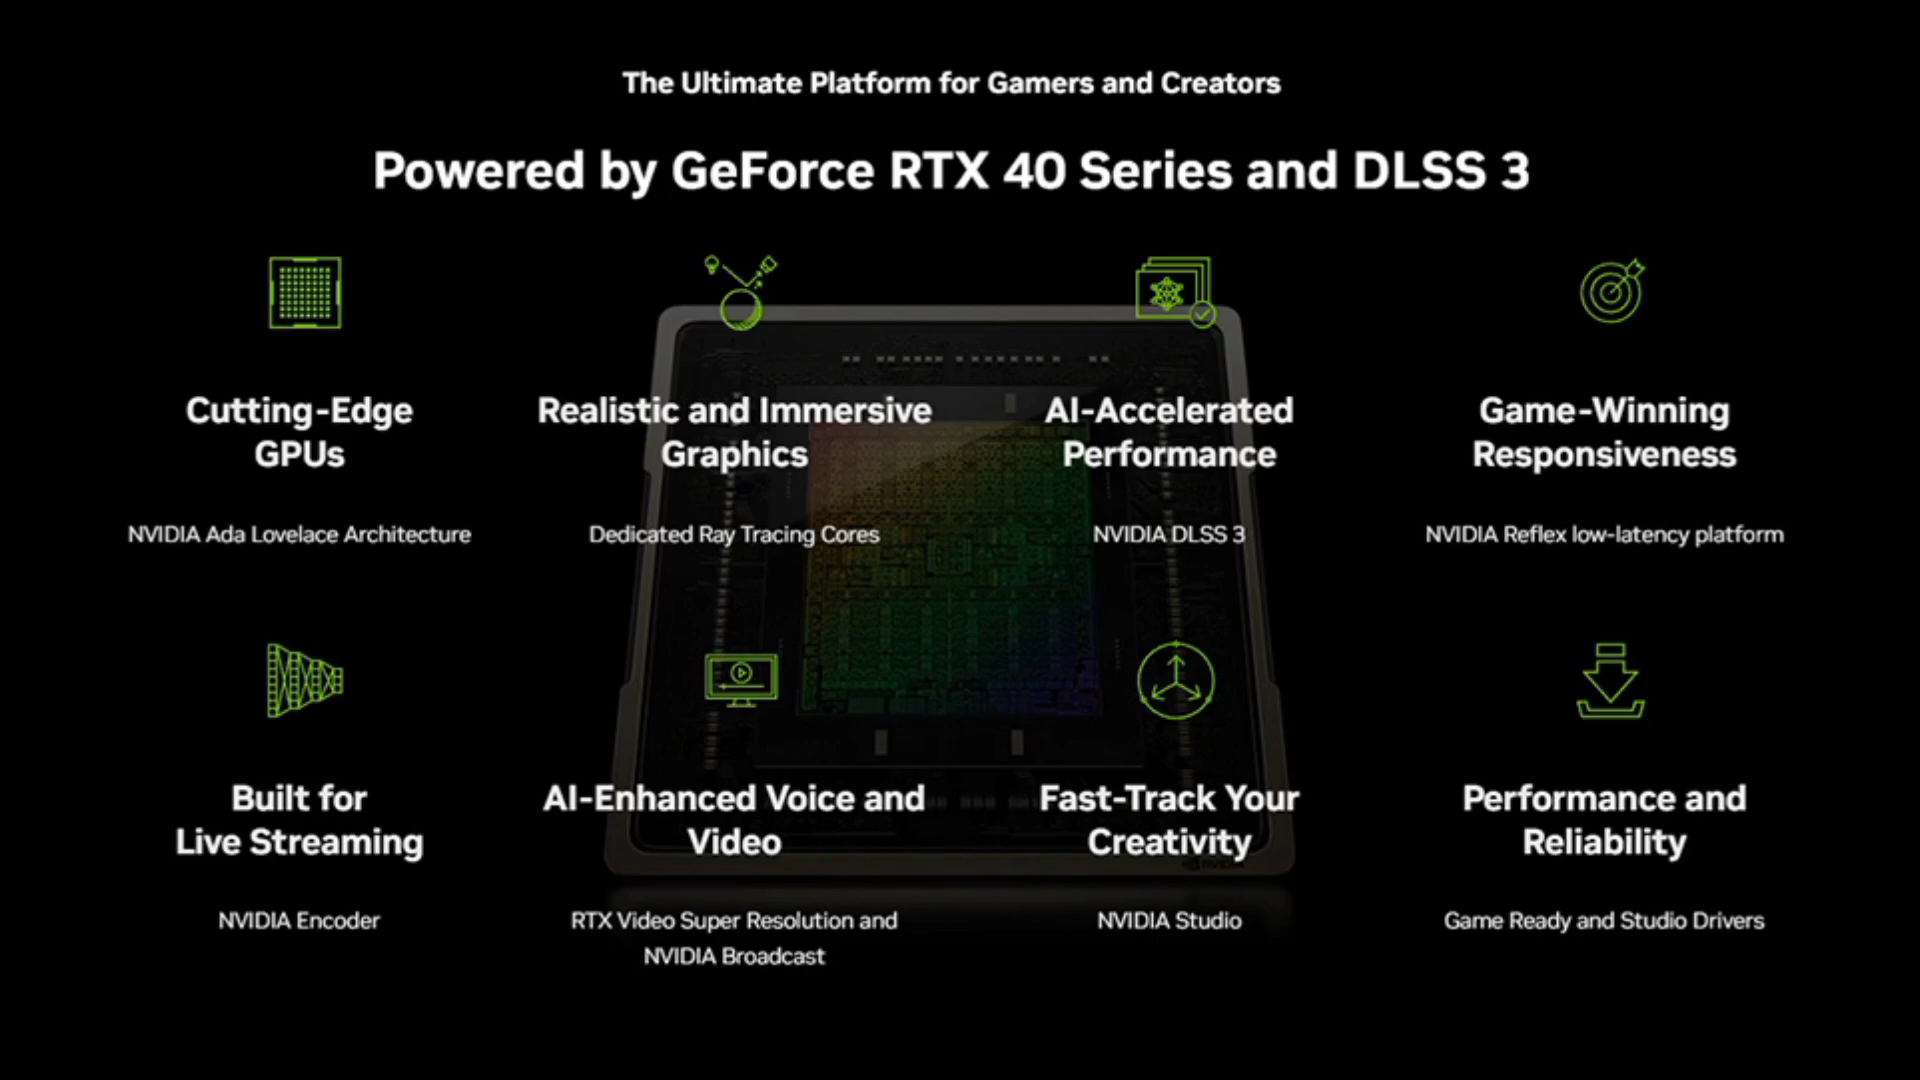 The Ultimate Platform for Gamers and Creators
Powered by GeForce RTX 40 Series and DLSS 3
Cutting-Edge
GPUs
NVIDIA Ada Lovelace Architecture
Realistic and Immersive
Graphics
Dedicated Ray Tracing Cores
AI-Accelerated
Performance
NVIDIA DLSS 3
Game-Winning
Responsiveness
NVIDIA Reflex low-latency platform
Built for
Live Streaming
NVIDIA Encoder
AI-Enhanced Voice and
Video
RTX Video Super Resolution and
NVIDIA Broadcast
Fast-Track Your
Creativity
NVIDIA Studio
Performance and
Reliability
Game Ready and Studio Drivers